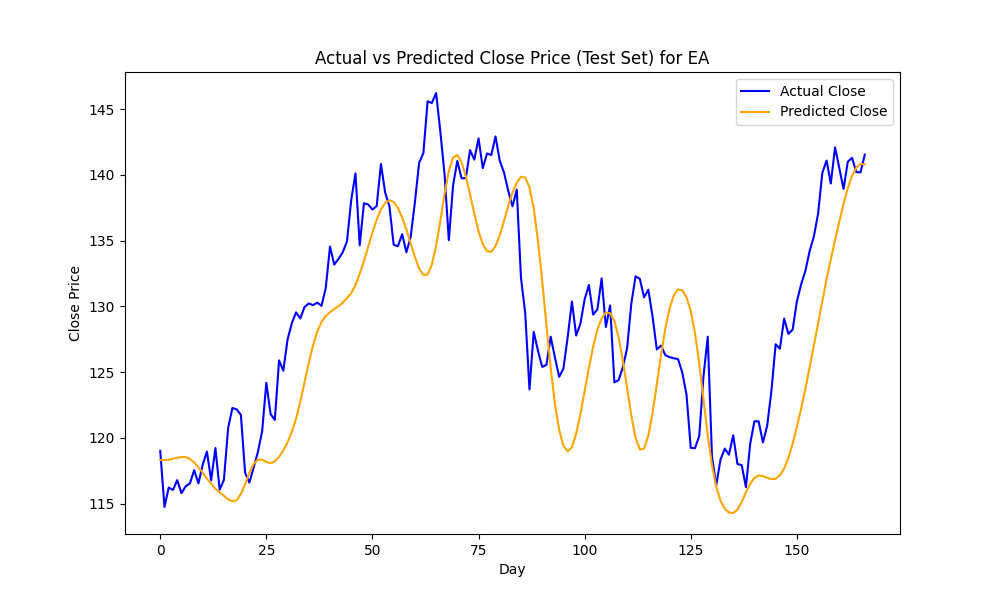 Actual vs Predicted Close Price (Test Set) for EA
Actual Close
Predicted Close
Close Price
145
140
135
130
125
120
115
0 25 50 75 100 125 150
Day